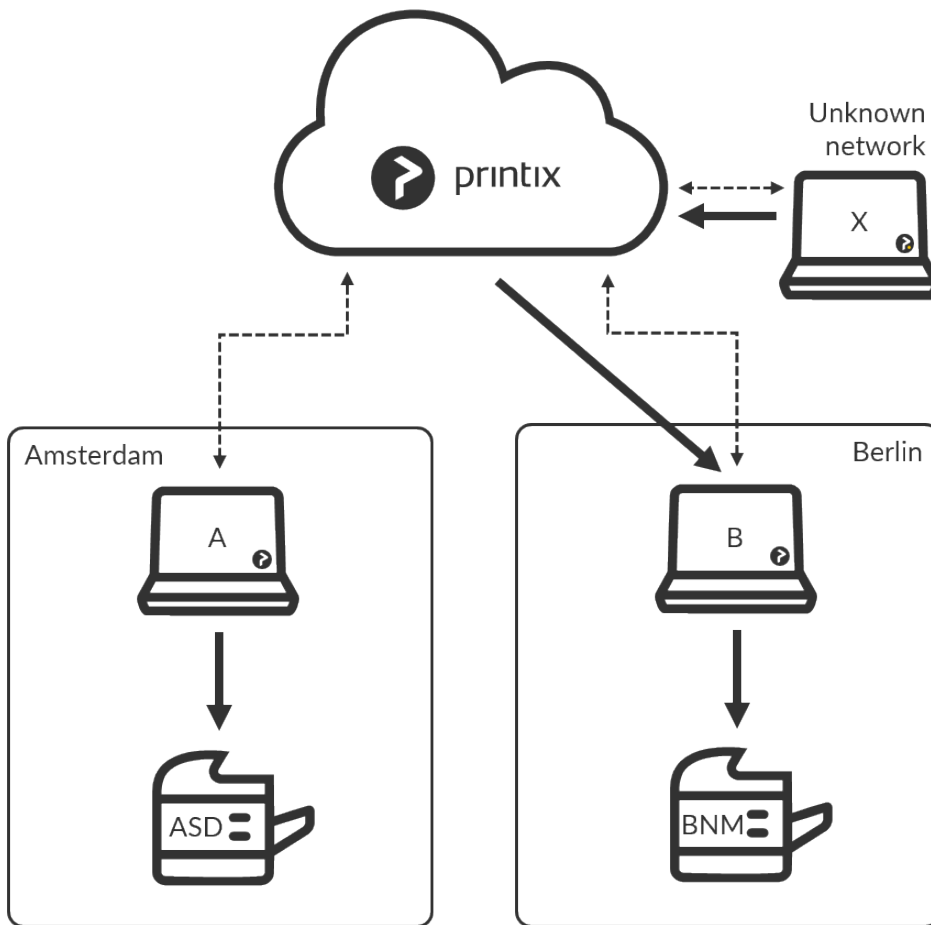 printix
Unknown
network
X
Amsterdam
Berlin
A
B
ASD
BNM